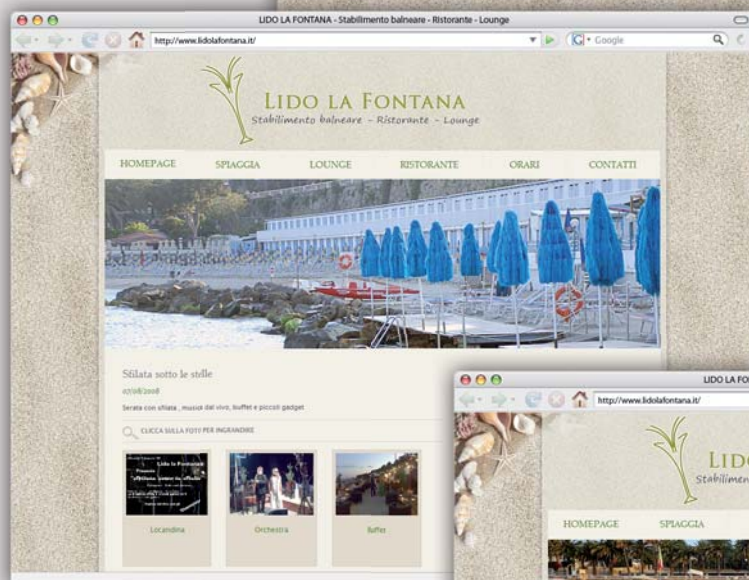 LIDO LA FONTANA - Stabilimento balneare - Ristorante - Lounge
http://www.lidolafontana.it/
Google
LIDO LA FONTANA
Stabilimento balneare - Ristorante - Lounge
HOMEPAGE SPIAGGIA LOUNGE RISTORANTE ORARI CONTATTI
Sfilata sotto le stelle
07/08/2008
Serata con sfilata , musica dal vivo, buffet e piccoli gadget
CLICCA SULLA FOTO PER INGRANDIRE
Lido la Fontana
Presenta
Locandina Orchestra Buffet
LIDO LA FO
http://www.lidolafontana.it/
LID
Stabilimen
HOMEPAGE SPIAGGIA